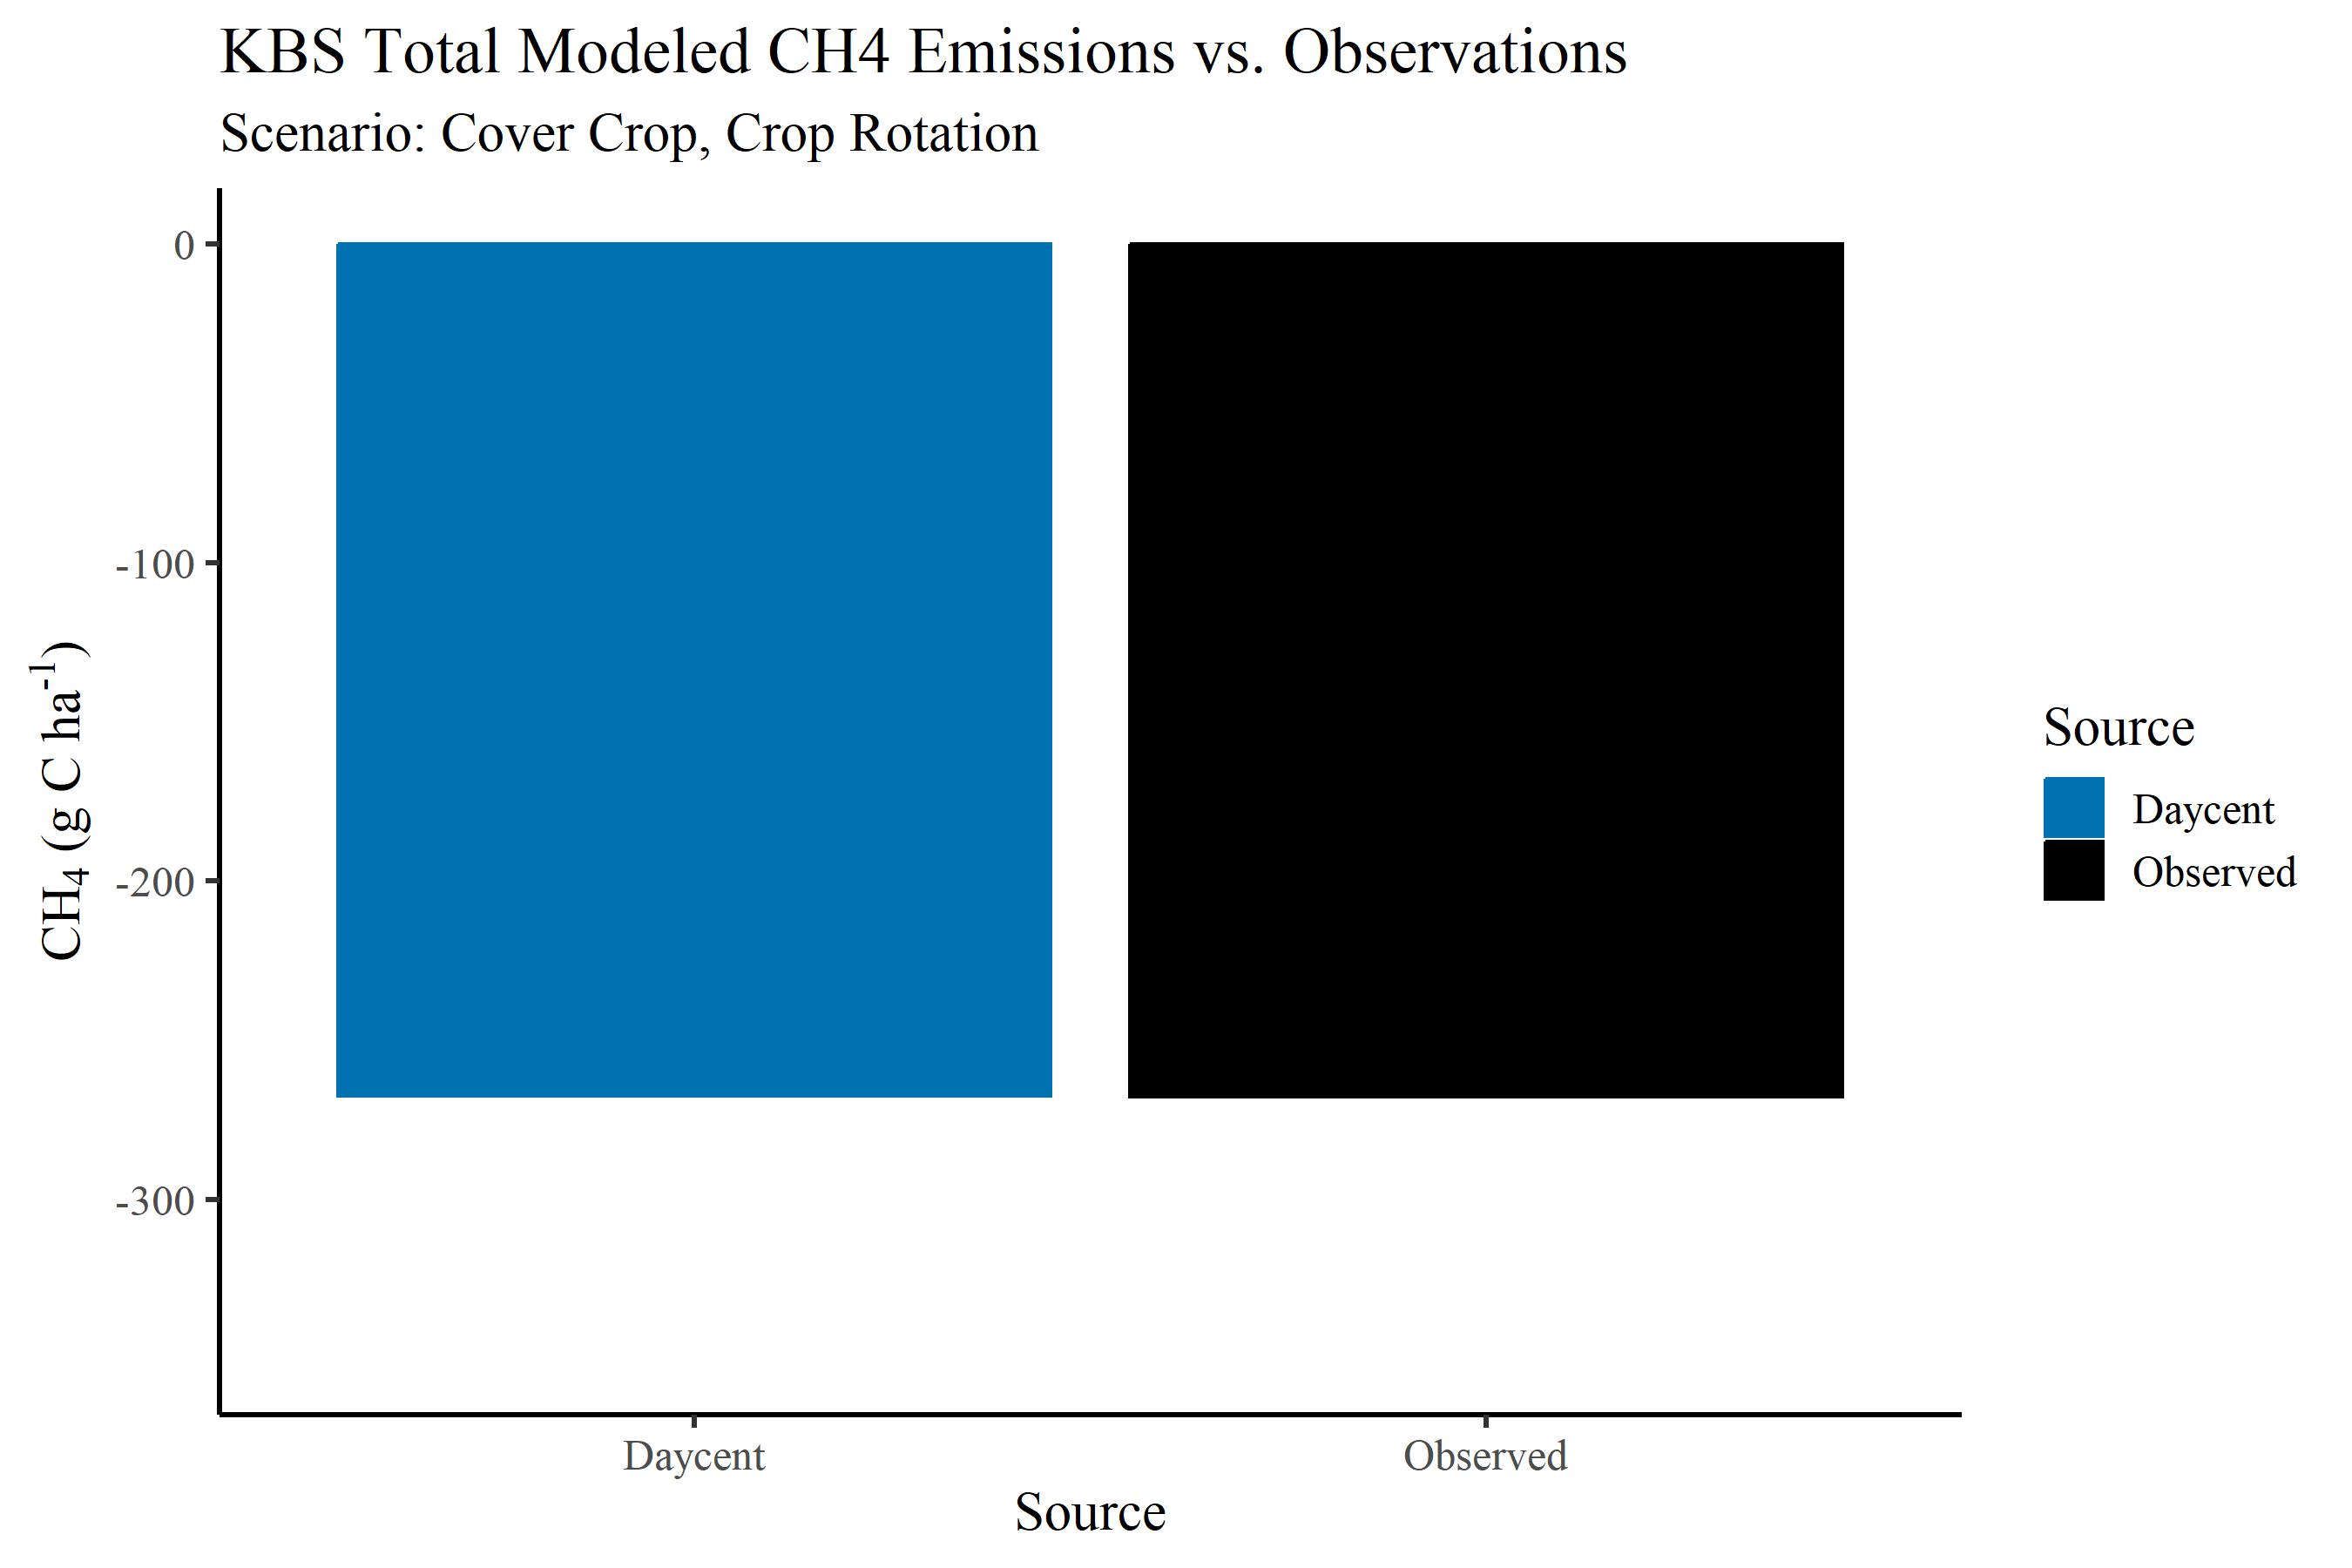 KBS Total Modeled CH4 Emissions vs. Observations
Scenario: Cover Crop, Crop Rotation
CH₄ (g C ha⁻¹)
0
-100
-200
-300
Daycent
Observed
Source
Source
Daycent
Observed